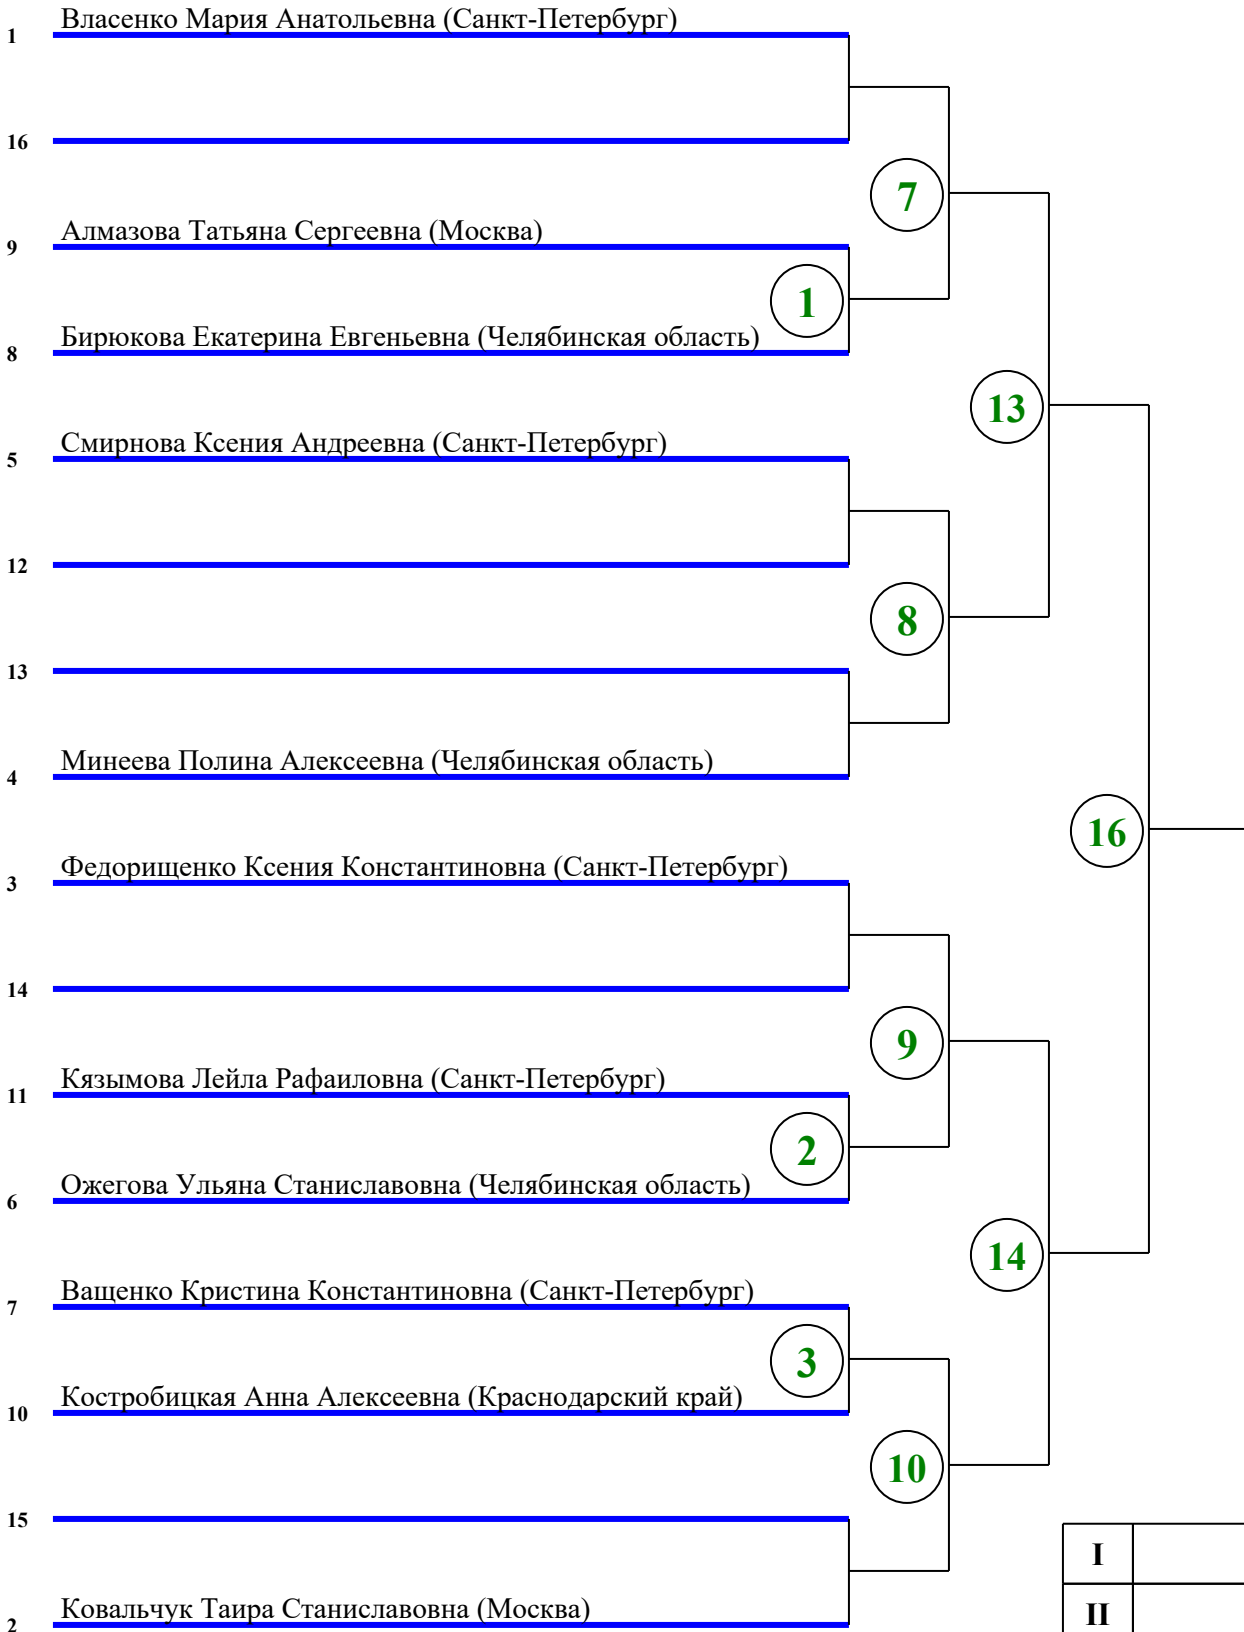 Власенко Мария Анатольевна (Санкт-Петербург)
1
16
7
Алмазова Татьяна Сергеевна (Москва)
9
1
Бирюкова Екатерина Евгеньевна (Челябинская область)
8
13
Смирнова Ксения Андреевна (Санкт-Петербург)
5
12
8
13
Минеева Полина Алексеевна (Челябинская область)
4
16
Федорищенко Ксения Константиновна (Санкт-Петербург)
3
14
9
Кязымова Лейла Рафаиловна (Санкт-Петербург)
11
2
Ожегова Ульяна Станиславовна (Челябинская область)
6
14
Ващенко Кристина Константиновна (Санкт-Петербург)
7
3
Костробицкая Анна Алексеевна (Краснодарский край)
10
10
15
I
Ковальчук Таира Станиславовна (Москва)
2
II